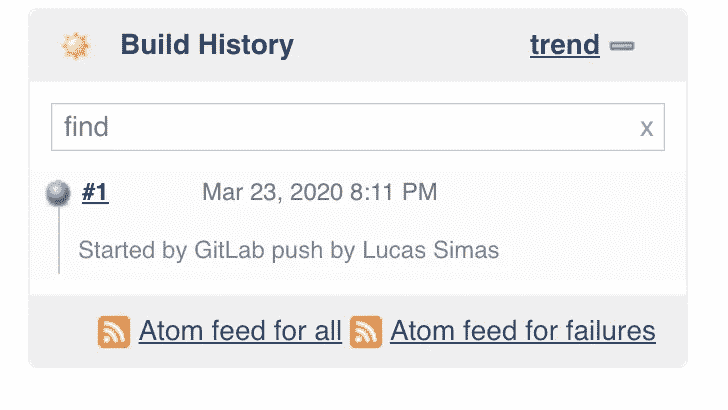 Build History trend
find x
#1 Mar 23, 2020 8:11 PM
Started by GitLab push by Lucas Simas
Atom feed for all Atom feed for failures